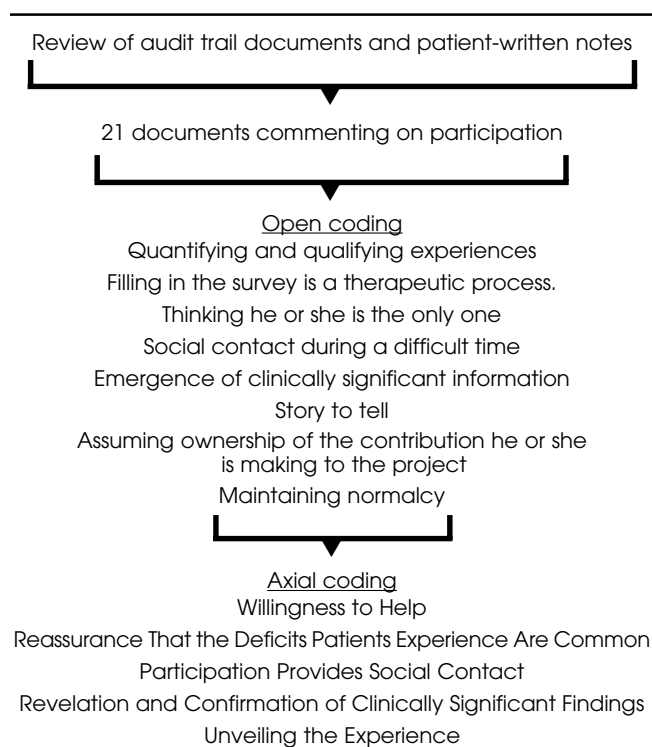 Review of audit trail documents and patient-written notes
21 documents commenting on participation
Open coding
Quantifying and qualifying experiences
Filling in the survey is a therapeutic process.
Thinking he or she is the only one
Social contact during a difficult time
Emergence of clinically significant information
Story to tell
Assuming ownership of the contribution he or she
is making to the project
Maintaining normalcy
Axial coding
Willingness to Help
Reassurance That the Deficits Patients Experience Are Common
Participation Provides Social Contact
Revelation and Confirmation of Clinically Significant Findings
Unveiling the Experience